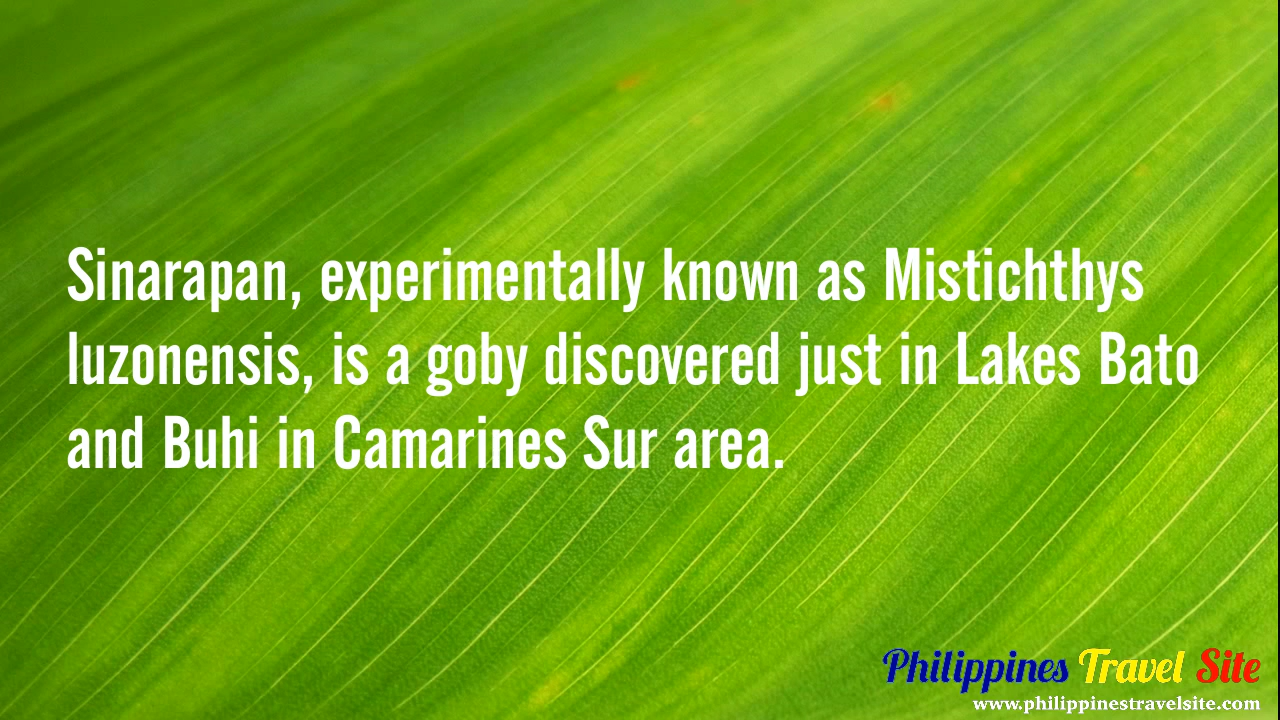 Sinarapan, experimentally known as Mistichthys
luzonensis, is a goby discovered just in Lakes Bato
and Buhi in Camarines Sur area.
Philippines Travel Site
www.philippinestravelsite.com